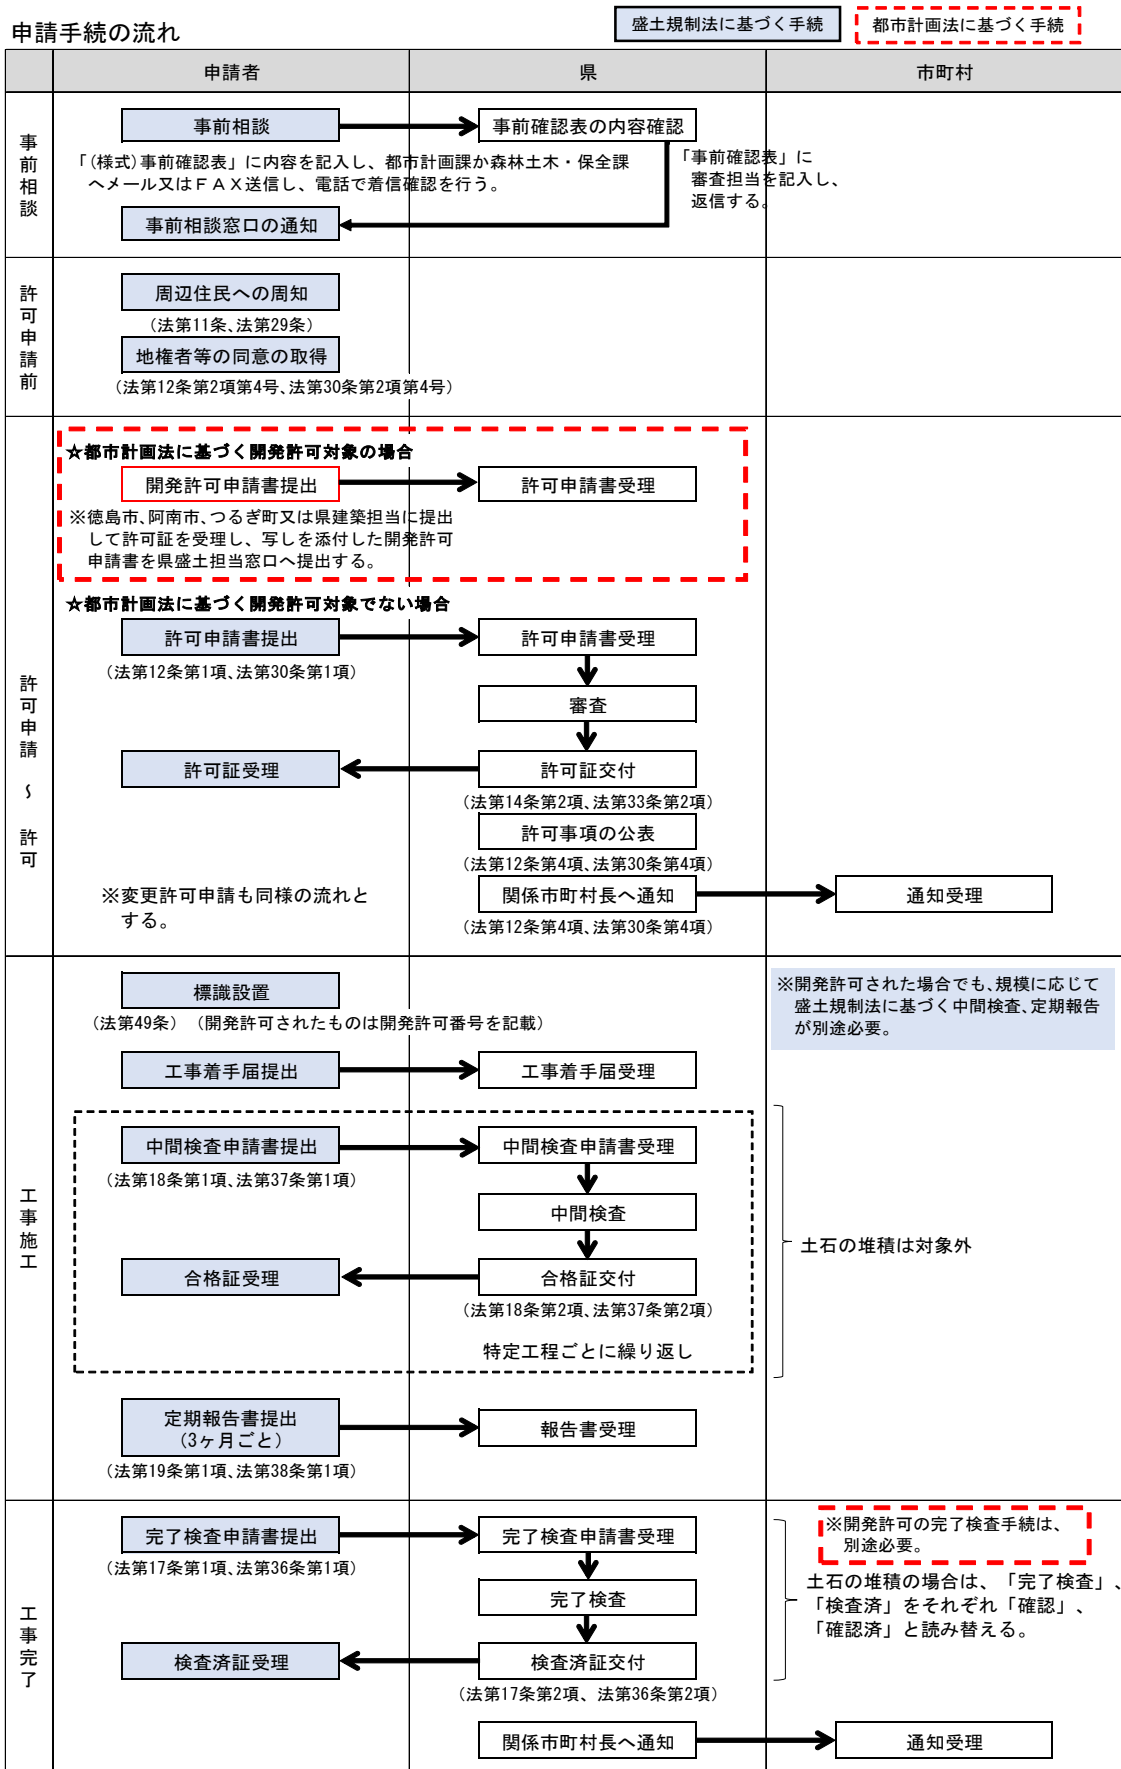 申請手続の流れ
盛土規制法に基づく手続
都市計画法に基づく手続
申請者
県
市町村
事前相談
事前相談
事前確認表の内容確認
「(様式)事前確認表」に内容を記入し、都市計画課か森林土木・保全課
へメール又はＦＡＸ送信し、電話で着信確認を行う。
「事前確認表」に
審査担当を記入し、
返信する。
事前相談窓口の通知
許可申請前
周辺住民への周知
(法第11条、法第29条)
地権者等の同意の取得
(法第12条第2項第4号、法第30条第2項第4号)
許可申請～許可
☆都市計画法に基づく開発許可対象の場合
開発許可申請書提出
許可申請書受理
※徳島市、阿南市、つるぎ町又は県建築担当に提出
して許可証を受理し、写しを添付した開発許可
申請書を県盛土担当窓口へ提出する。
☆都市計画法に基づく開発許可対象でない場合
許可申請書提出
許可申請書受理
(法第12条第1項、法第30条第1項)
審査
許可証受理
許可証交付
(法第14条第2項、法第33条第2項)
許可事項の公表
(法第12条第4項、法第30条第4項)
※変更許可申請も同様の流れと
する。
関係市町村長へ通知
通知受理
(法第12条第4項、法第30条第4項)
工事施工
標識設置
(法第49条)　(開発許可されたものは開発許可番号を記載)
※開発許可された場合でも、規模に応じて
盛土規制法に基づく中間検査、定期報告
が別途必要。
工事着手届提出
工事着手届受理
中間検査申請書提出
中間検査申請書受理
(法第18条第1項、法第37条第1項)
中間検査
土石の堆積は対象外
合格証受理
合格証交付
(法第18条第2項、法第37条第2項)
特定工程ごとに繰り返し
定期報告書提出
(3ヶ月ごと)
報告書受理
(法第19条第1項、法第38条第1項)
工事完了
完了検査申請書提出
完了検査申請書受理
(法第17条第1項、法第36条第1項)
※開発許可の完了検査手続は、
別途必要。
完了検査
土石の堆積の場合は、「完了検査」、
「検査済」をそれぞれ「確認」、
「確認済」と読み替える。
検査済証受理
検査済証交付
(法第17条第2項、法第36条第2項)
関係市町村長へ通知
通知受理